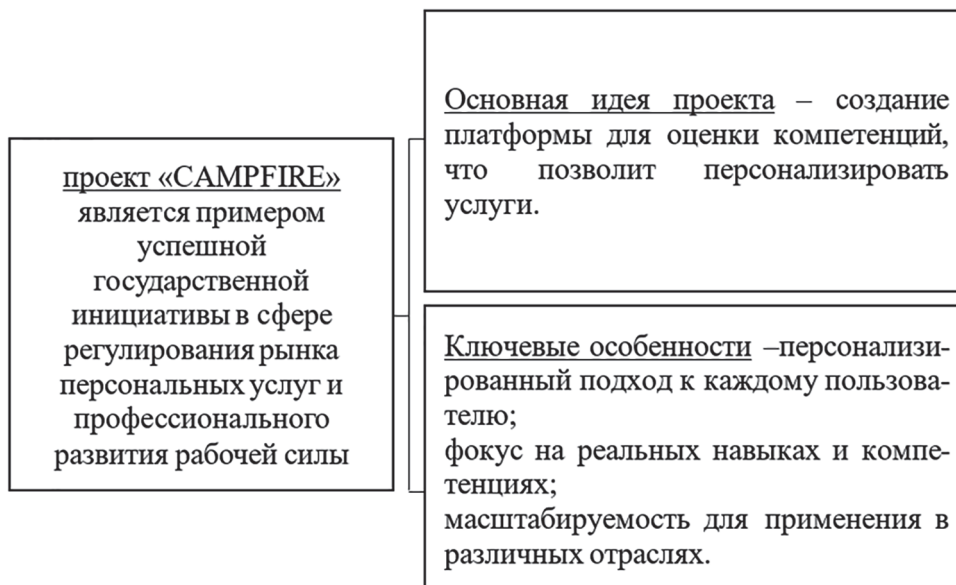 проект «CAMPFIRE»
является примером
успешной
государственной
инициативы в сфере
регулирования рынка
персональных услуг и
профессионального
развития рабочей силы
Основная идея проекта – создание
платформы для оценки компетенций,
что позволит персонализировать
услуги.
Ключевые особенности –персонализи-
рованный подход к каждому пользова-
телю;
фокус на реальных навыках и компе-
тенциях;
масштабируемость для применения в
различных отраслях.